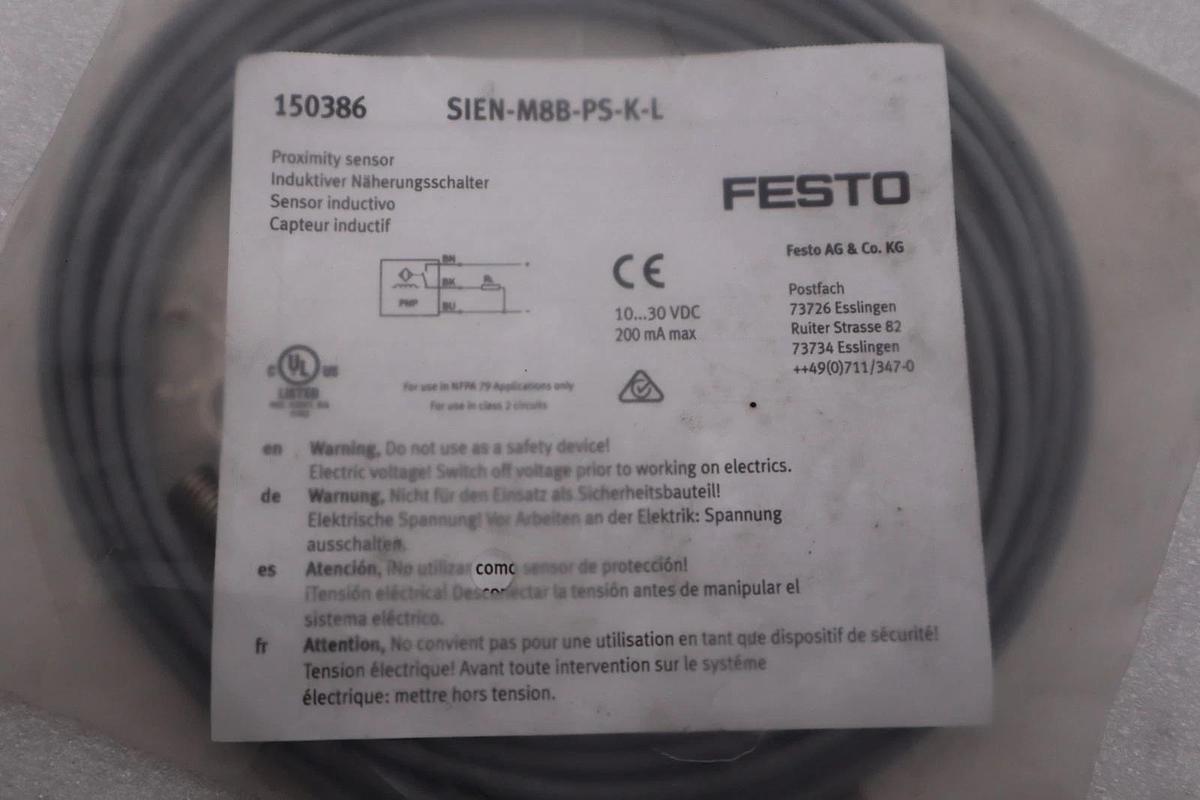 150386 SIEN-M8B-PS-K-L
Proximity sensor
Induktiver Näherungsschalter
Sensor inductivo
Capteur inductif
FESTO
Festo AG & Co. KG
Postfach
73726 Esslingen
Ruiter Strasse 82
73734 Esslingen
++49(0)711/347-0
BN
BK
RL
PNP
BU
CE
10...30 VDC
200 mA max
C UL US
LISTED
For use in NFPA 79 Applications only
For use in class 2 circuits
en Warning, Do not use as a safety device!
Electric voltage! Switch off voltage prior to working on electrics.
de Warnung, Nicht für den Einsatz als Sicherheitsbauteil!
Elektrische Spannung! Vor Arbeiten an der Elektrik: Spannung
ausschalten.
es Atención, ¡No utilizar como sensor de protección!
¡Tensión eléctrica! Desconectar la tensión antes de manipular el
sistema eléctrico.
fr Attention, No convient pas pour une utilisation en tant que dispositif de sécurité!
Tension électrique! Avant toute intervention sur le systéme
électrique: mettre hors tension.